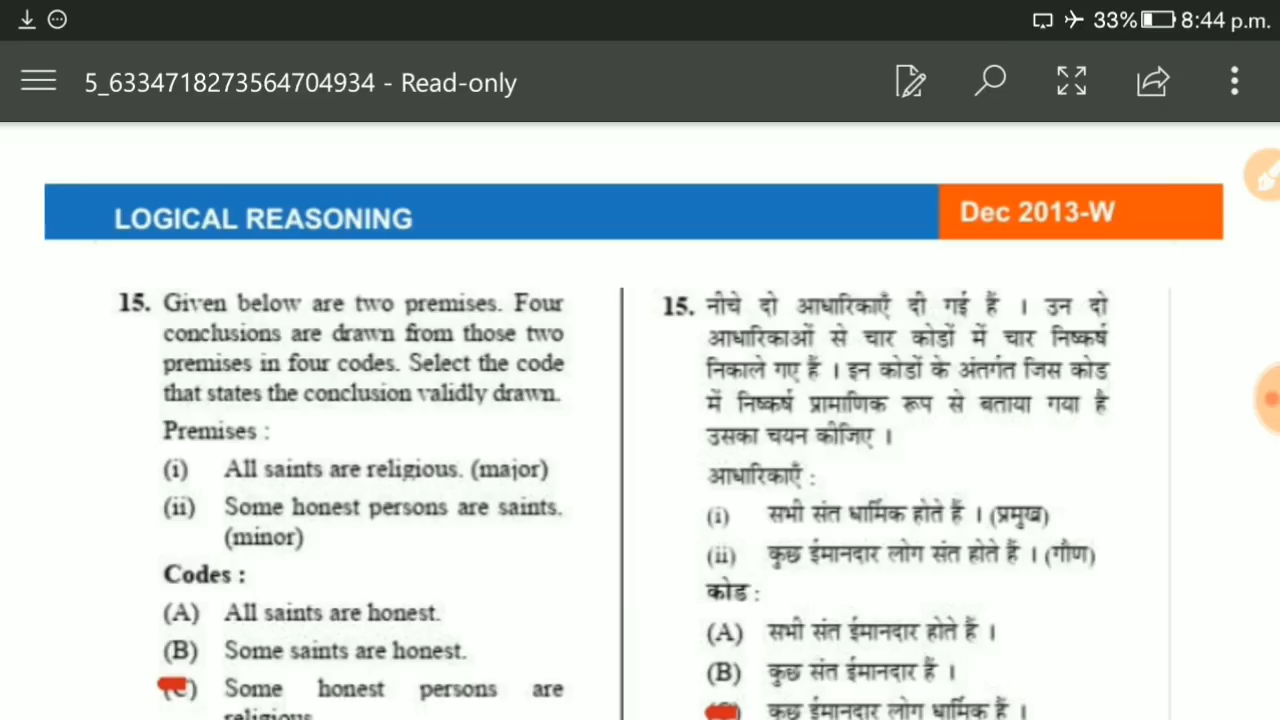 33% 8:44 p.m.
5_6334718273564704934 - Read-only
LOGICAL REASONING
Dec 2013-W
15. Given below are two premises. Four
conclusions are drawn from those two
premises in four codes. Select the code
that states the conclusion validly drawn.
Premises :
(i) All saints are religious. (major)
(ii) Some honest persons are saints.
(minor)
Codes :
(A) All saints are honest.
(B) Some saints are honest.
(C) Some honest persons are
religious.
15. नीचे दो आधारिकाएँ दी गई हैं । उन दो
आधारिकाओं से चार कोडों में चार निष्कर्ष
निकाले गए हैं । इन कोडों के अंतर्गत जिस कोड
में निष्कर्ष प्रामाणिक रूप से बताया गया है
उसका चयन कीजिए ।
आधारिकाएँ :
(i) सभी संत धार्मिक होते हैं । (प्रमुख)
(ii) कुछ ईमानदार लोग संत होते हैं । (गौण)
कोड :
(A) सभी संत ईमानदार होते हैं ।
(B) कुछ संत ईमानदार हैं ।
कुछ ईमानदार लोग धार्मिक हैं ।